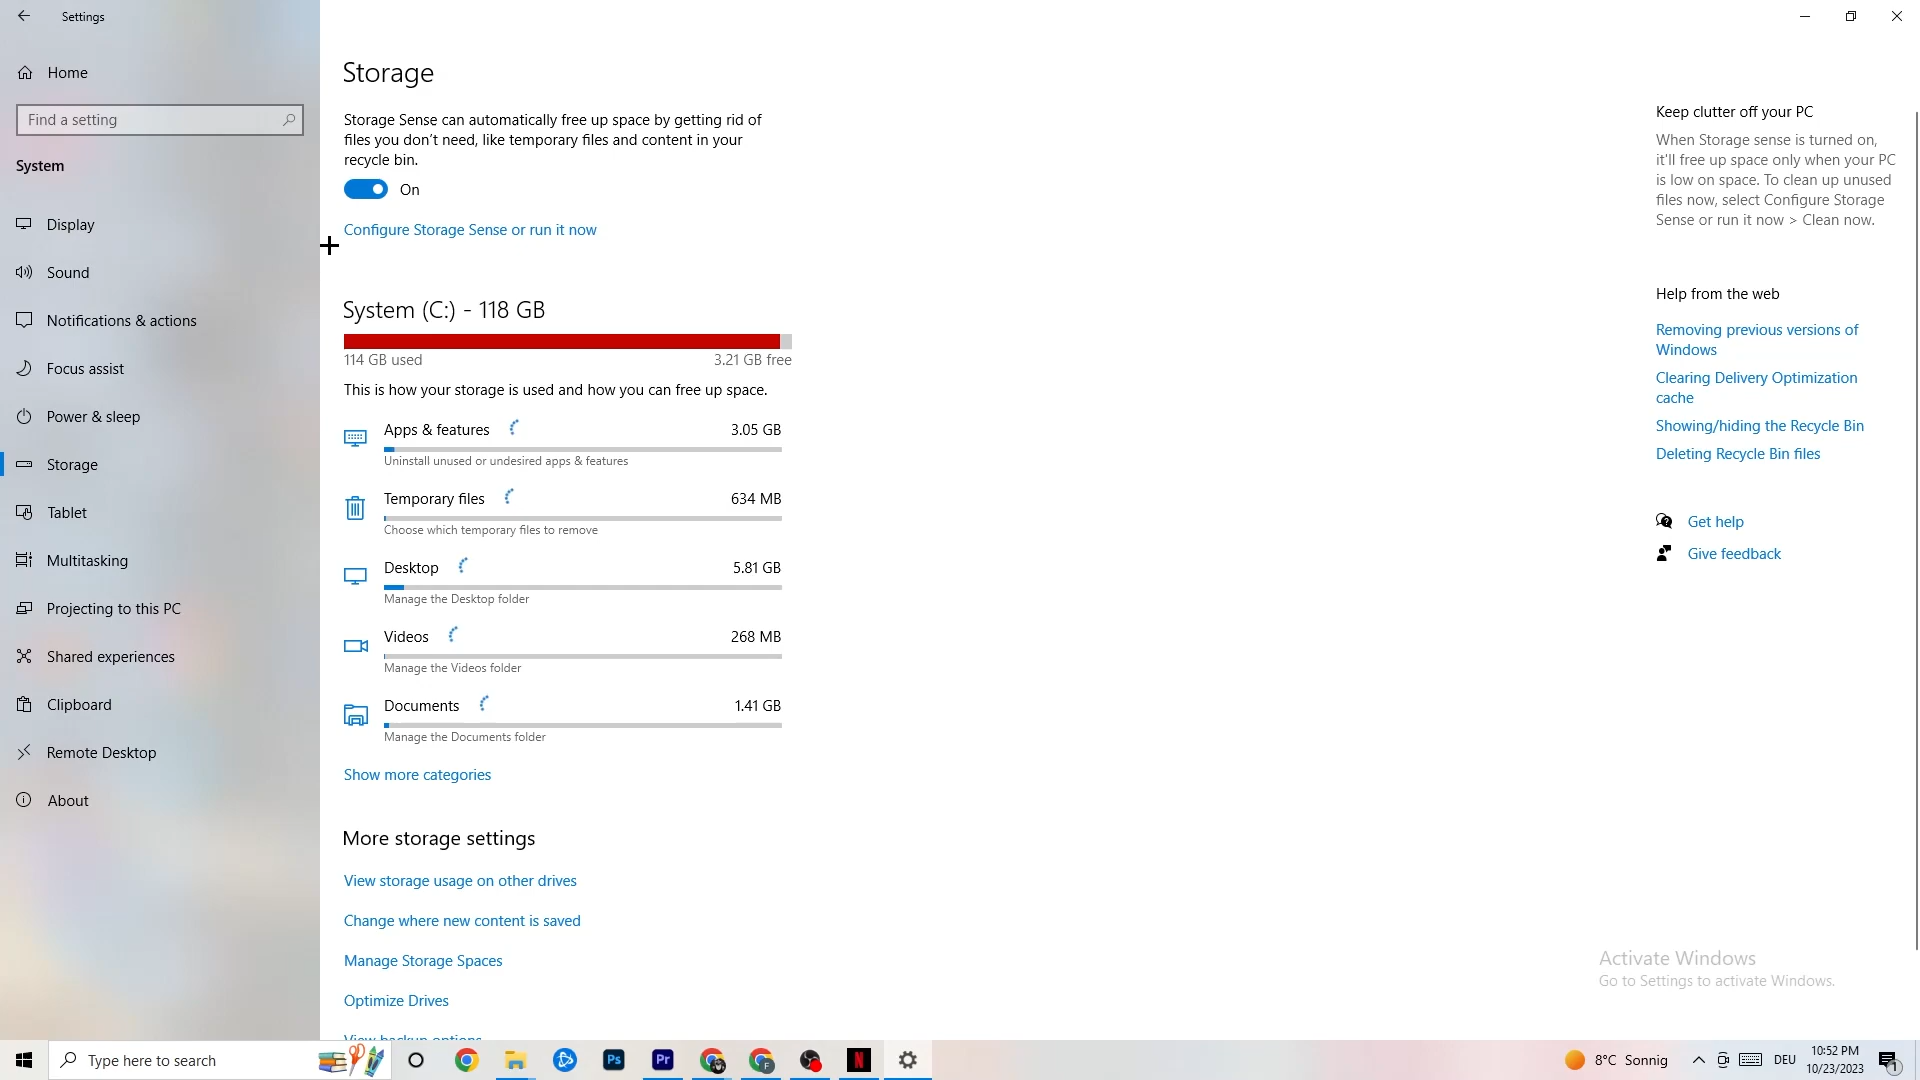 Settings
Home
Find a setting
System
Display
Sound
Notifications & actions
Focus assist
Power & sleep
Storage
Tablet
Multitasking
Projecting to this PC
Shared experiences
Clipboard
Remote Desktop
About
Storage
Storage Sense can automatically free up space by getting rid of
files you don't need, like temporary files and content in your
recycle bin.
On
Configure Storage Sense or run it now
System (C:) - 118 GB
114 GB used 3.21 GB free
This is how your storage is used and how you can free up space.
Apps & features 3.05 GB
Uninstall unused or undesired apps & features
Temporary files 634 MB
Choose which temporary files to remove
Desktop 5.81 GB
Manage the Desktop folder
Videos 268 MB
Manage the Videos folder
Documents 1.41 GB
Manage the Documents folder
Show more categories
More storage settings
View storage usage on other drives
Change where new content is saved
Manage Storage Spaces
Optimize Drives
View backup options
Keep clutter off your PC
When Storage sense is turned on,
it'll free up space only when your PC
is low on space. To clean up unused
files now, select Configure Storage
Sense or run it now > Clean now.
Help from the web
Removing previous versions of
Windows
Clearing Delivery Optimization
cache
Showing/hiding the Recycle Bin
Deleting Recycle Bin files
Get help
Give feedback
Activate Windows
Go to Settings to activate Windows.
Type here to search
Ps
Pr
F
N
8°C Sonnig
DEU
10:52 PM
10/23/2023
1